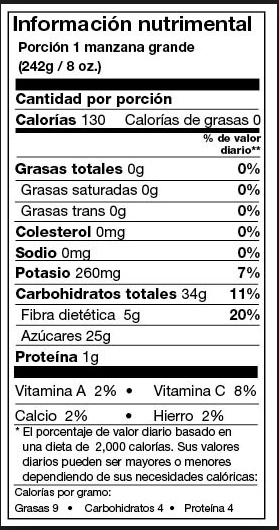 Información nutrimental
Porción 1 manzana grande
(242g / 8 oz.)
Cantidad por porción
Calorías 130 Calorías de grasas 0
% de valor
diario**
Grasas totales 0g 0%
Grasas saturadas 0g 0%
Grasas trans 0g 0%
Colesterol 0mg 0%
Sodio 0mg 0%
Potasio 260mg 7%
Carbohidratos totales 34g 11%
Fibra dietética 5g 20%
Azúcares 25g
Proteína 1g
Vitamina A 2% • Vitamina C 8%
Calcio 2% • Hierro 2%
* El porcentaje de valor diario basado en
una dieta de 2,000 calorías. Sus valores
diarios pueden ser mayores o menores
dependiendo de sus necesidades calóricas:
Calorías por gramo:
Grasas 9 • Carbohidratos 4 • Proteína 4